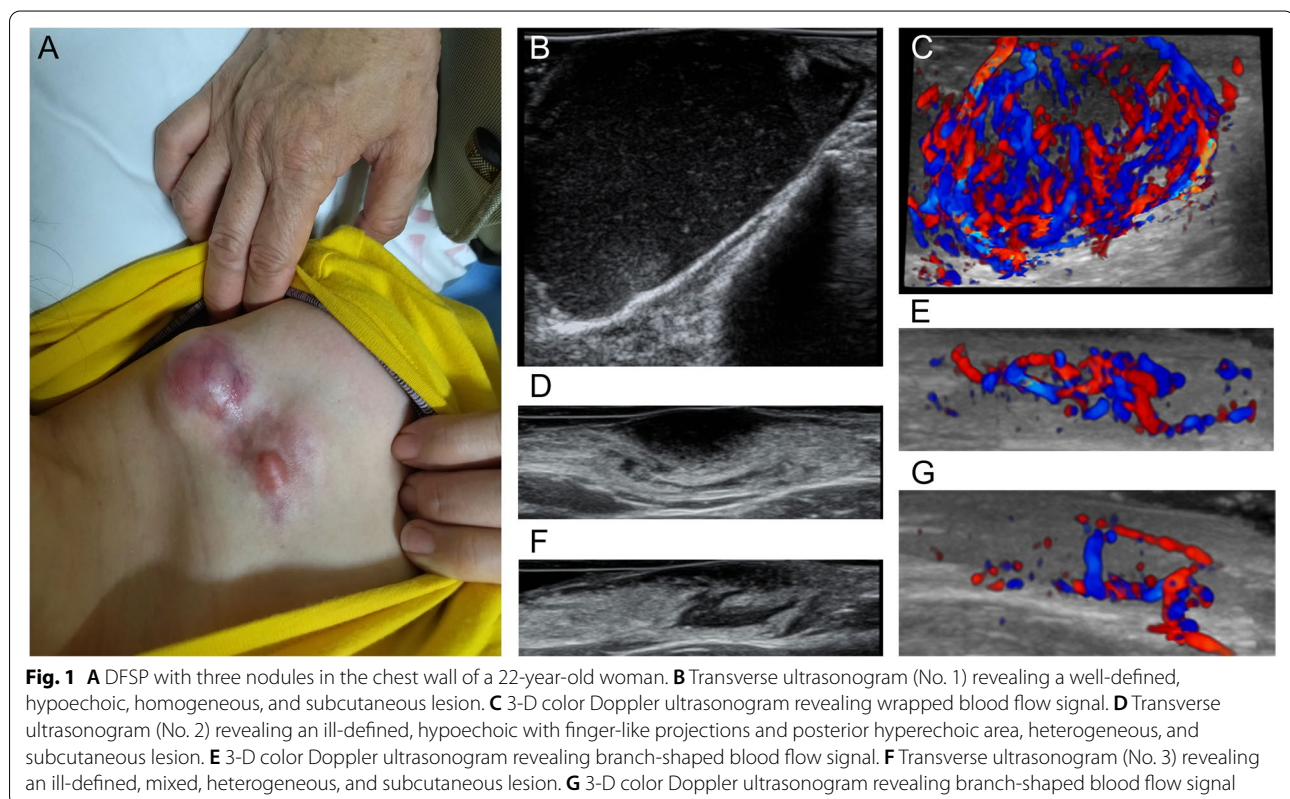 A
B
C
D
E
F
G
Fig. 1 A DFSP with three nodules in the chest wall of a 22-year-old woman. B Transverse ultrasonogram (No. 1) revealing a well-defined,
hypoechoic, homogeneous, and subcutaneous lesion. C 3-D color Doppler ultrasonogram revealing wrapped blood flow signal. D Transverse
ultrasonogram (No. 2) revealing an ill-defined, hypoechoic with finger-like projections and posterior hyperechoic area, heterogeneous, and
subcutaneous lesion. E 3-D color Doppler ultrasonogram revealing branch-shaped blood flow signal. F Transverse ultrasonogram (No. 3) revealing
an ill-defined, mixed, heterogeneous, and subcutaneous lesion. G 3-D color Doppler ultrasonogram revealing branch-shaped blood flow signal